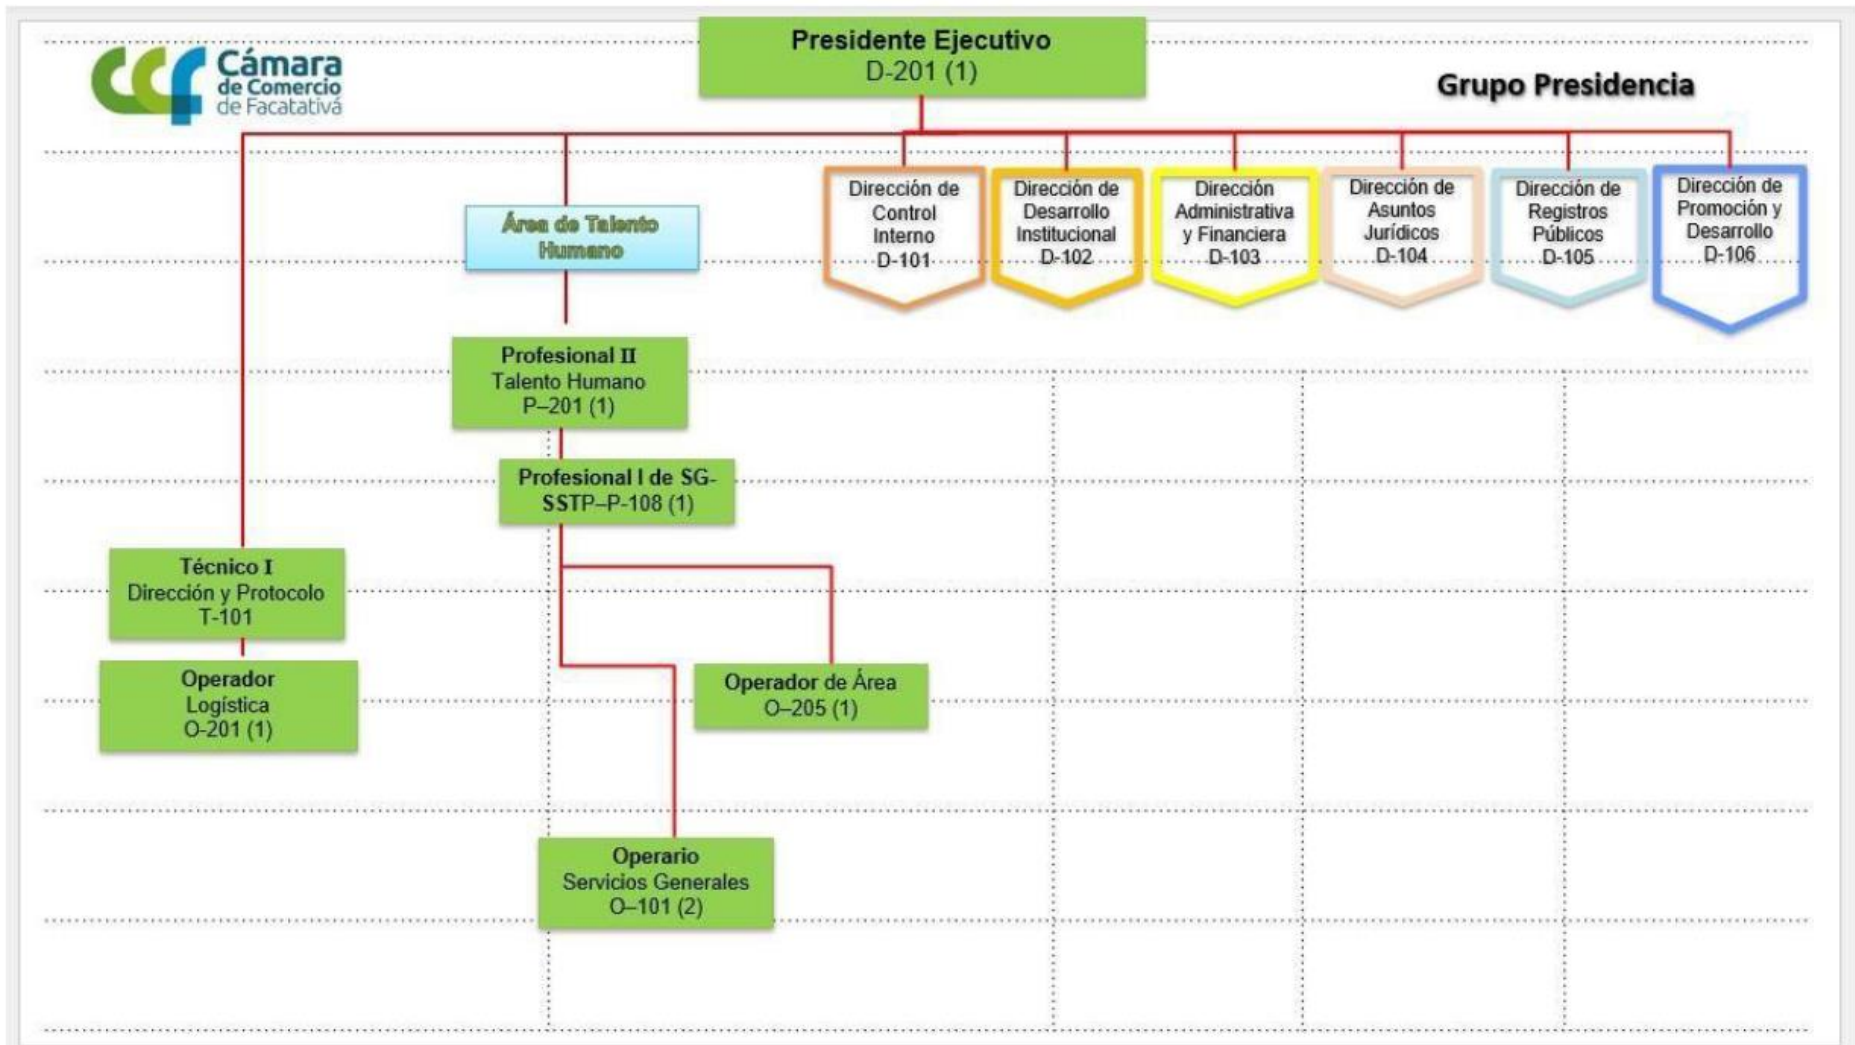 Cámara
de Comercio
de Facatativá
Presidente Ejecutivo
D-201 (1)
Grupo Presidencia
Área de Talento
Humano
Dirección de
Control
Interno
D-101
Dirección de
Desarrollo
Institucional
D-102
Dirección
Administrativa
y Financiera
D-103
Dirección de
Asuntos
Jurídicos
D-104
Dirección de
Registros
Públicos
D-105
Dirección de
Promoción y
Desarrollo
D-106
Profesional II
Talento Humano
P–201 (1)
Profesional I de SG-
SSTP–P-108 (1)
Técnico I
Dirección y Protocolo
T-101
Operador
Logística
O-201 (1)
Operador de Área
O–205 (1)
Operario
Servicios Generales
O–101 (2)